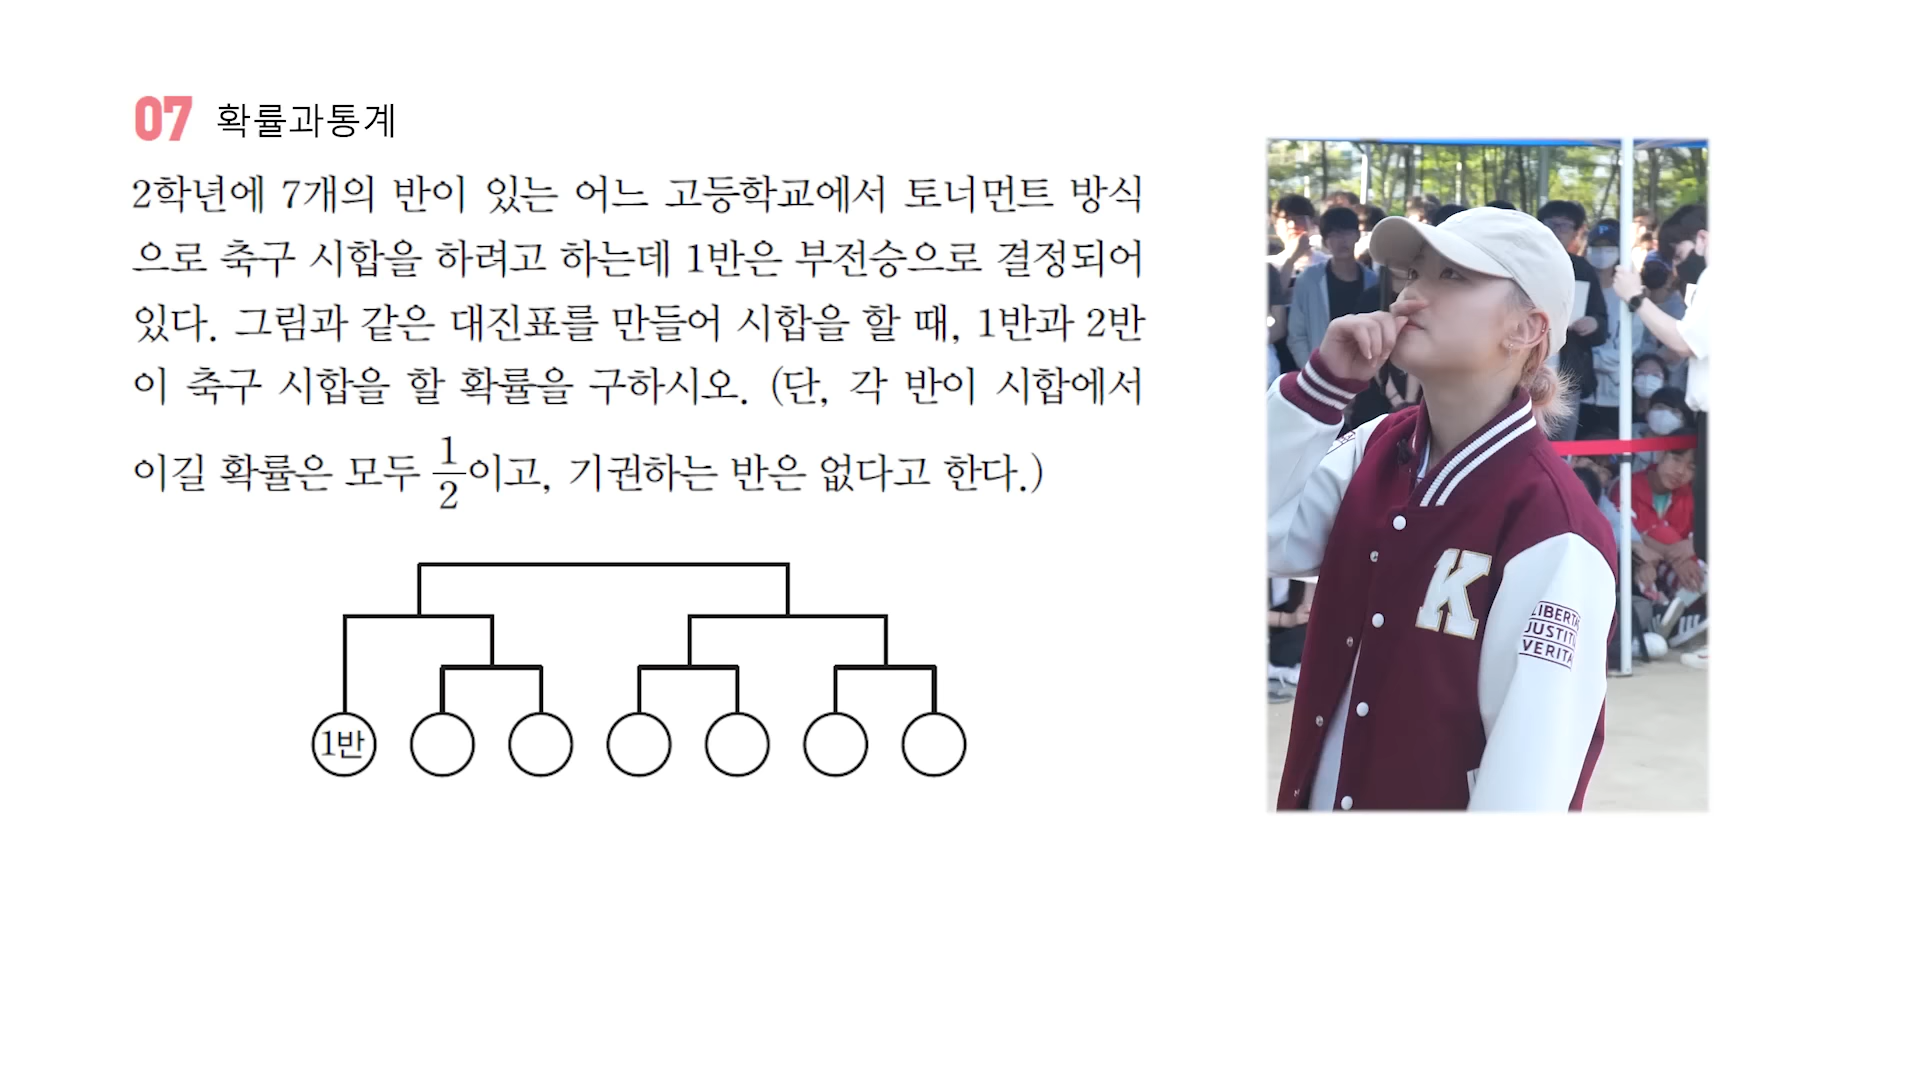 07 확률과통계
2학년에 7개의 반이 있는 어느 고등학교에서 토너먼트 방식
으로 축구 시합을 하려고 하는데 1반은 부전승으로 결정되어
있다. 그림과 같은 대진표를 만들어 시합을 할 때, 1반과 2반
이 축구 시합을 할 확률을 구하시오. (단, 각 반이 시합에서
이길 확률은 모두 1/2이고, 기권하는 반은 없다고 한다.)
1반
K